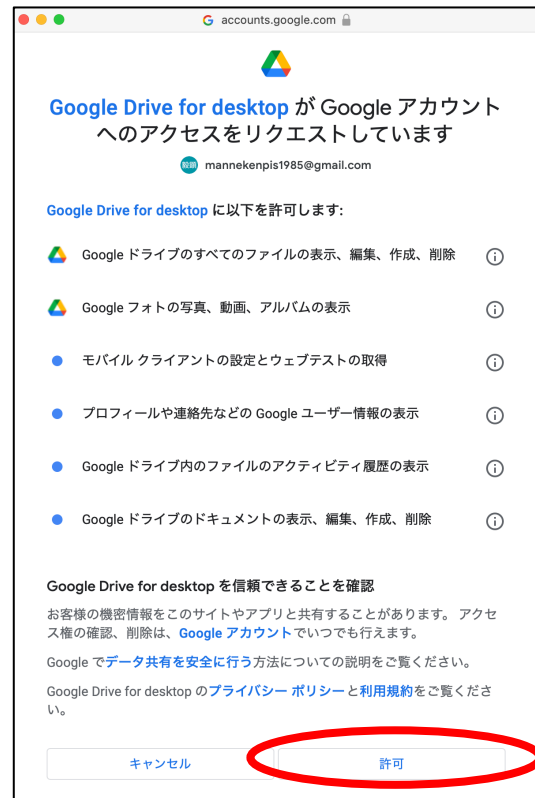 accounts.google.com
Google Drive for desktop が Google アカウント
へのアクセスをリクエストしています
mannekenpis1985@gmail.com
Google Drive for desktop に以下を許可します:
Google ドライブのすべてのファイルの表示、編集、作成、削除
Google フォトの写真、動画、アルバムの表示
モバイル クライアントの設定とウェブテストの取得
プロフィールや連絡先などの Google ユーザー情報の表示
Google ドライブ内のファイルのアクティビティ履歴の表示
Google ドライブのドキュメントの表示、編集、作成、削除
Google Drive for desktop を信頼できることを確認
お客様の機密情報をこのサイトやアプリと共有することがあります。 アクセ
ス権の確認、削除は、Google アカウントでいつでも行えます。
Google でデータ共有を安全に行う方法についての説明をご覧ください。
Google Drive for desktop のプライバシー ポリシーと利用規約をご覧くださ
い。
キャンセル 許可